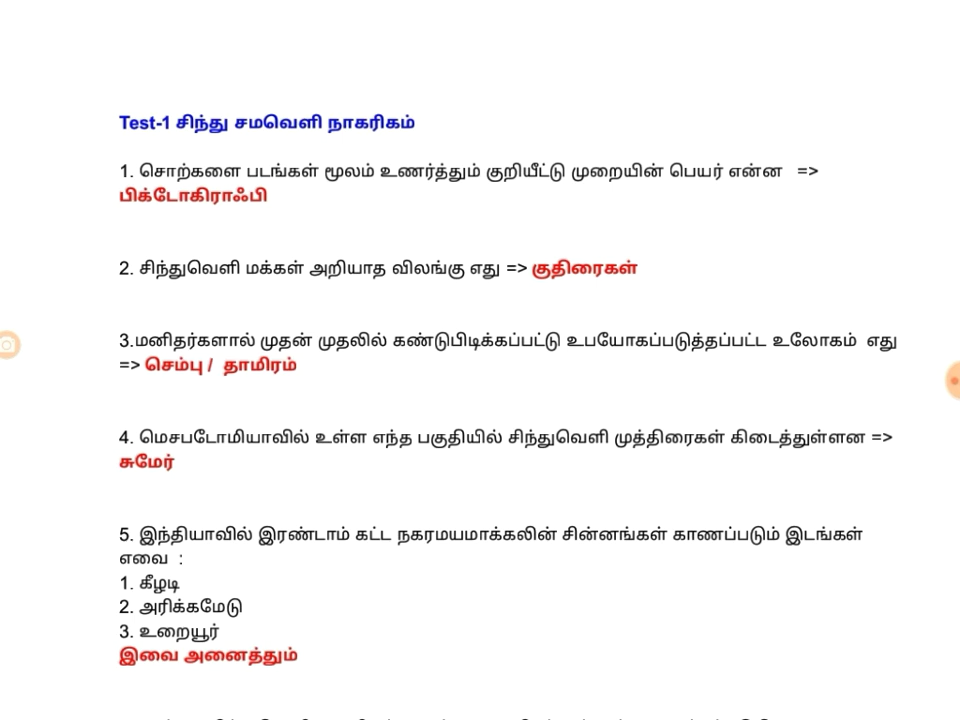 Test-1 சிந்து சமவெளி நாகரிகம்
1. சொற்களை படங்கள் மூலம் உணர்த்தும் குறியீட்டு முறையின் பெயர் என்ன =>
பிக்டோகிராஃபி
2. சிந்துவெளி மக்கள் அறியாத விலங்கு எது => குதிரைகள்
3.மனிதர்களால் முதன் முதலில் கண்டுபிடிக்கப்பட்டு உபயோகப்படுத்தப்பட்ட உலோகம் எது
=> செம்பு / தாமிரம்
4. மெசபடோமியாவில் உள்ள எந்த பகுதியில் சிந்துவெளி முத்திரைகள் கிடைத்துள்ளன =>
சுமேர்
5. இந்தியாவில் இரண்டாம் கட்ட நகரமயமாக்கலின் சின்னங்கள் காணப்படும் இடங்கள்
எவை :
1. கீழடி
2. அரிக்கமேடு
3. உறையூர்
இவை அனைத்தும்